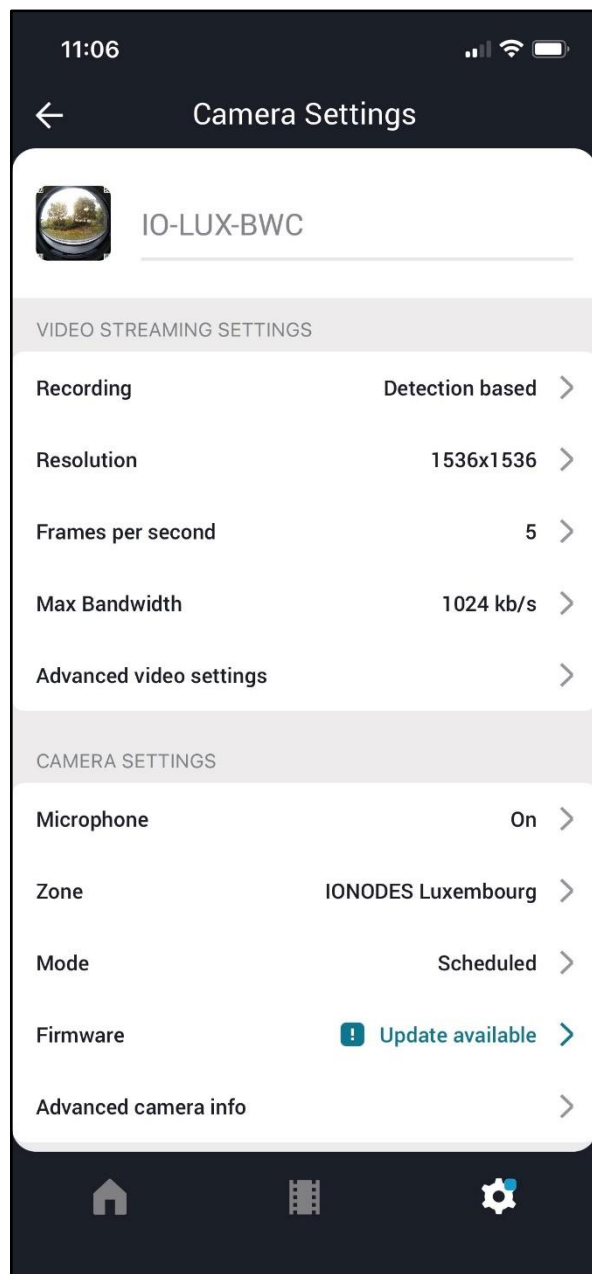 11:06
Camera Settings
IO-LUX-BWC
VIDEO STREAMING SETTINGS
Recording Detection based
Resolution 1536x1536
Frames per second 5
Max Bandwidth 1024 kb/s
Advanced video settings
CAMERA SETTINGS
Microphone On
Zone IONODES Luxembourg
Mode Scheduled
Firmware ! Update available
Advanced camera info